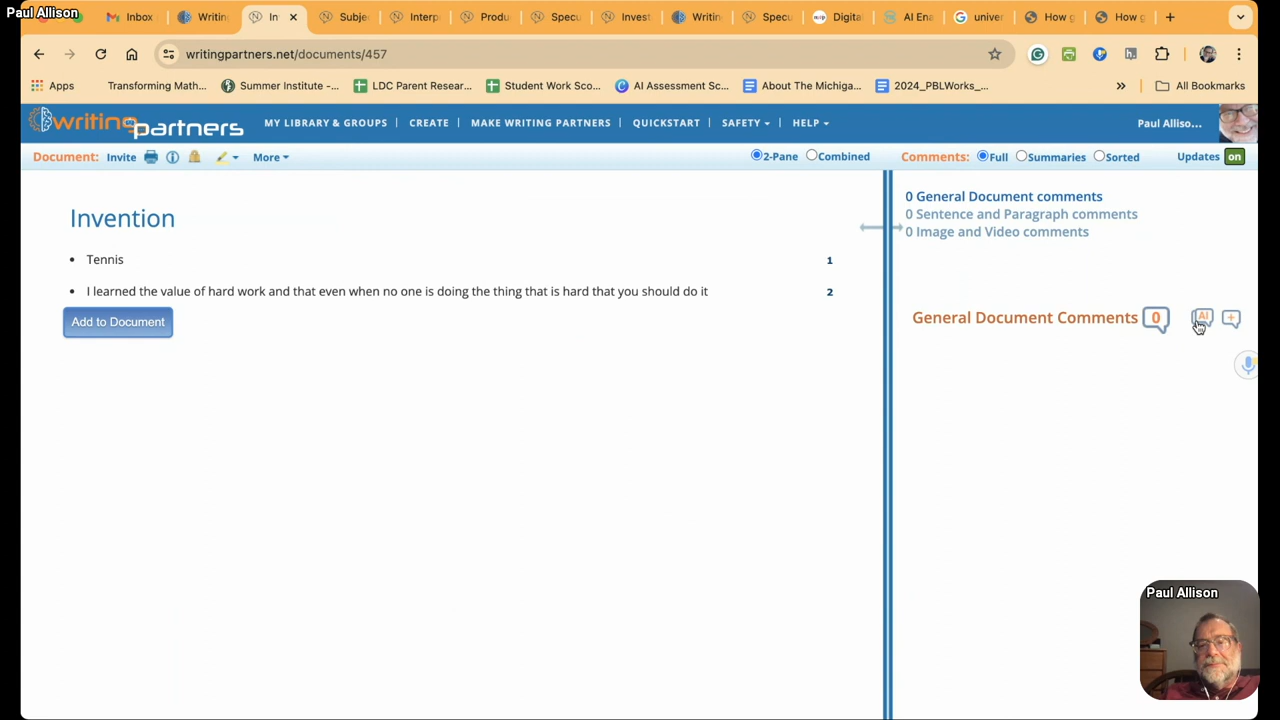 Paul Allison
Inbox
Writin
In
Subje
Interp
Produ
Specu
Invest
Writin
Specu
Digita
AI Ena
univer
How g
How g
writingpartners.net/documents/457
Apps
Transforming Math...
Summer Institute -...
LDC Parent Resear...
Student Work Sco...
AI Assessment Sc...
About The Michiga...
2024_PBLWorks_...
»
All Bookmarks
writingpartners
MY LIBRARY & GROUPS | CREATE | MAKE WRITING PARTNERS | QUICKSTART | SAFETY | HELP
Paul Alliso...
Document: Invite More
2-Pane Combined
Comments: Full Summaries Sorted
Updates on
Invention
• Tennis 1
• I learned the value of hard work and that even when no one is doing the thing that is hard that you should do it 2
Add to Document
0 General Document comments
0 Sentence and Paragraph comments
0 Image and Video comments
General Document Comments 0 AI +
Paul Allison